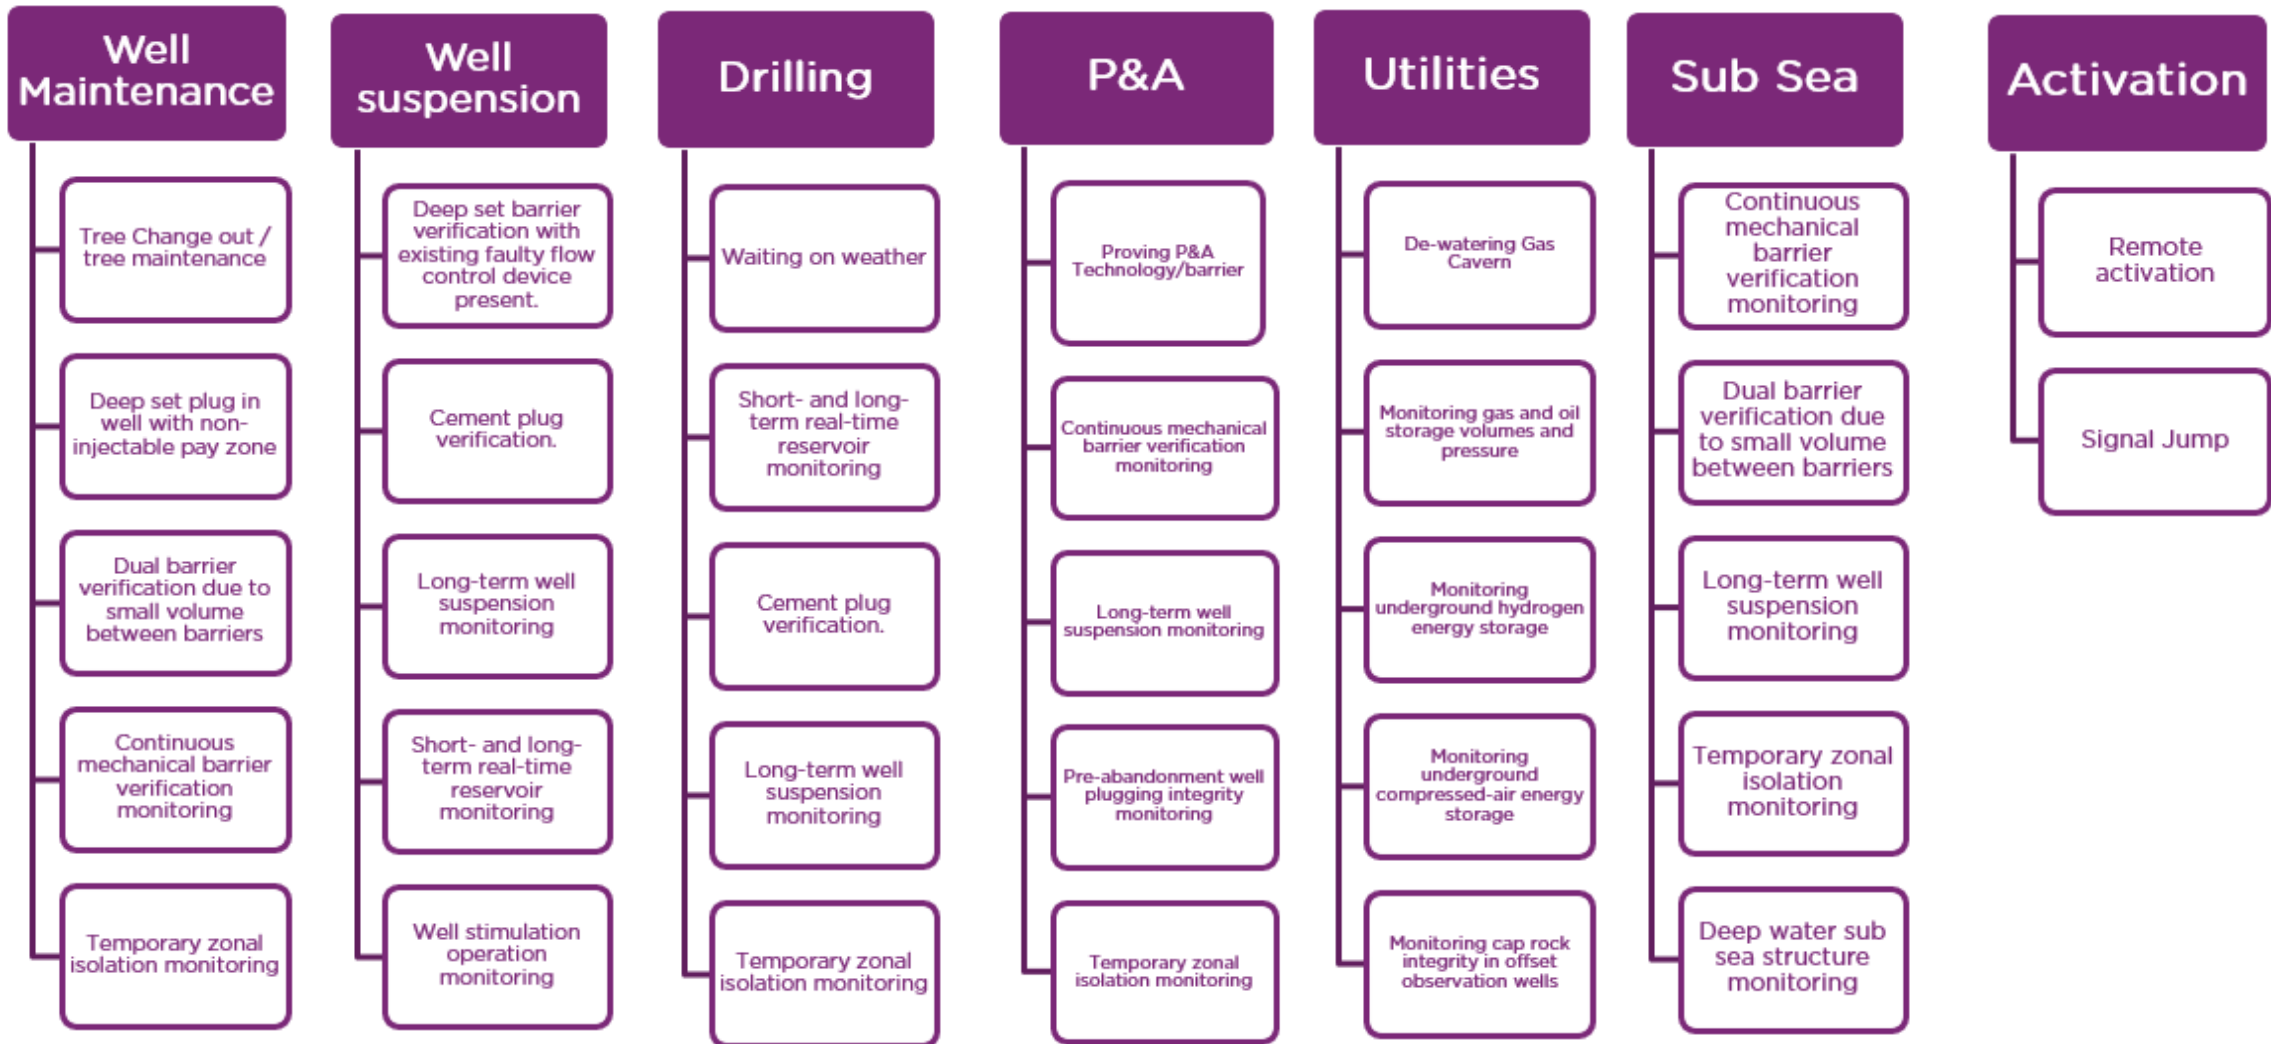 Well
Maintenance
Tree Change out /
tree maintenance
Deep set plug in
well with non-
injectable pay zone
Dual barrier
verification due to
small volume
between barriers
Continuous
mechanical barrier
verification
monitoring
Temporary zonal
isolation monitoring
Well
suspension
Deep set barrier
verification with
existing faulty flow
control device
present.
Cement plug
verification.
Long-term well
suspension
monitoring
Short- and long-
term real-time
reservoir
monitoring
Well stimulation
operation
monitoring
Drilling
Waiting on weather
Short- and long-
term real-time
reservoir
monitoring
Cement plug
verification.
Long-term well
suspension
monitoring
Temporary zonal
isolation monitoring
P&A
Proving P&A
Technology/barrier
Continuous mechanical
barrier verification
monitoring
Long-term well
suspension monitoring
Pre-abandonment well
plugging integrity
monitoring
Temporary zonal
isolation monitoring
Utilities
De-watering Gas
Cavern
Monitoring gas and oil
storage volumes and
pressure
Monitoring
underground hydrogen
energy storage
Monitoring
underground
compressed-air energy
storage
Monitoring cap rock
integrity in offset
observation wells
Sub Sea
Continuous
mechanical
barrier
verification
monitoring
Dual barrier
verification due
to small volume
between barriers
Long-term well
suspension
monitoring
Temporary zonal
isolation
monitoring
Deep water sub
sea structure
monitoring
Activation
Remote
activation
Signal Jump